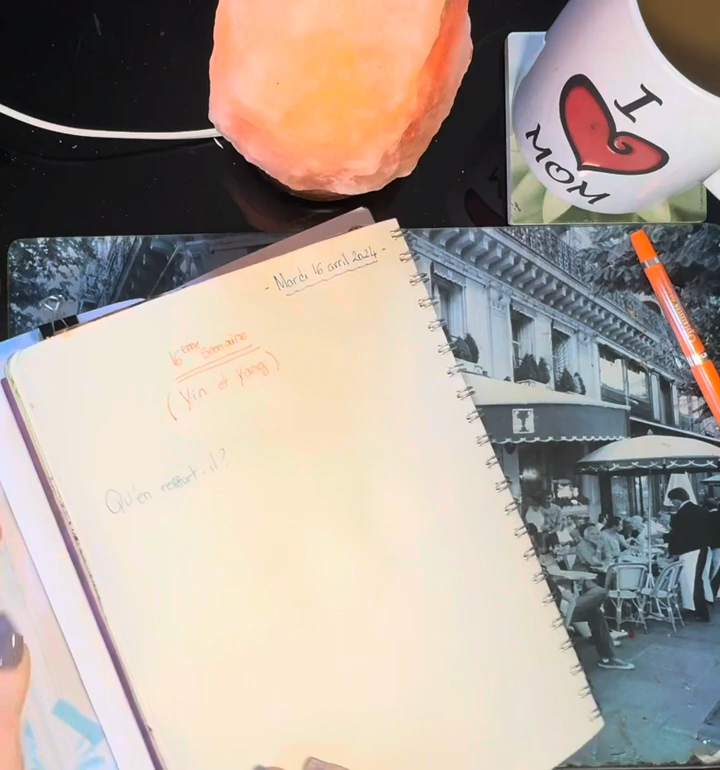 I
MOM
- Mardi 16 avril 2024 -
16ème Semaine
(Yin et Yang)
Qu'en ressort-il?